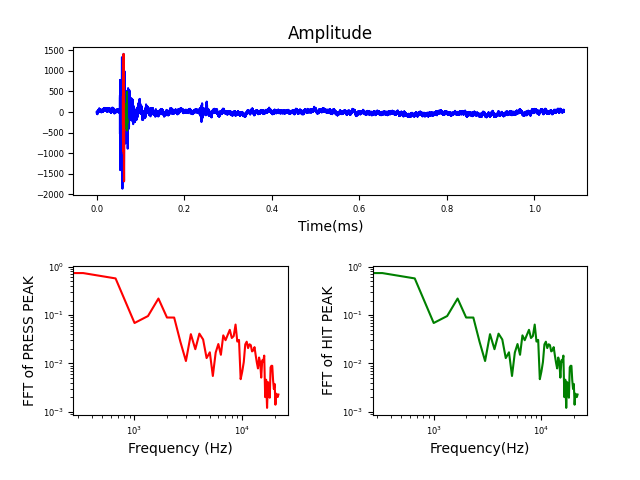 Amplitude
1500
1000
500
0
−500
−1000
−1500
−2000
0.0 0.2 0.4 0.6 0.8 1.0
Time(ms)
FFT of PRESS PEAK
10⁰
10⁻¹
10⁻²
10⁻³
10³ 10⁴
Frequency (Hz)
FFT of HIT PEAK
10⁰
10⁻¹
10⁻²
10⁻³
10³ 10⁴
Frequency(Hz)